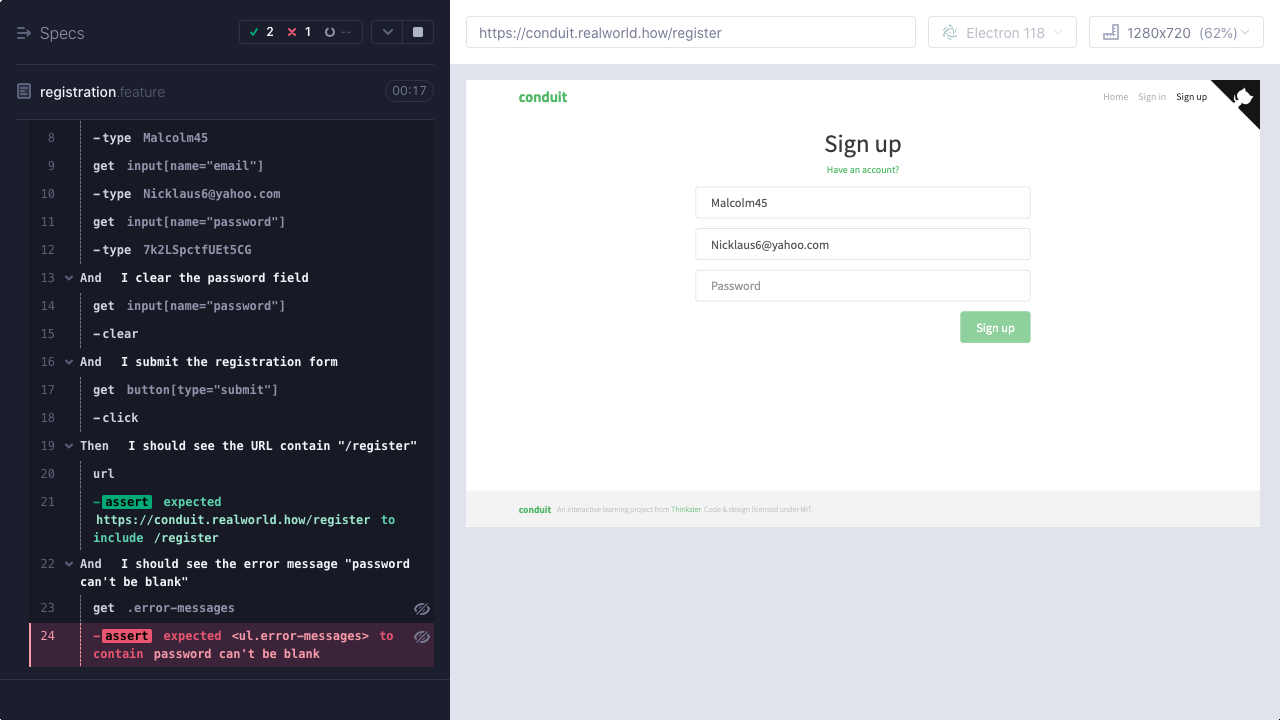 Specs
2
1
--
registration.feature
00:17
8 -type Malcolm45
9 get input[name="email"]
10 -type Nicklaus6@yahoo.com
11 get input[name="password"]
12 -type 7k2LSpctfUEt5CG
13 And I clear the password field
14 get input[name="password"]
15 -clear
16 And I submit the registration form
17 get button[type="submit"]
18 -click
19 Then I should see the URL contain "/register"
20 url
21 -assert expected
https://conduit.realworld.how/register to
include /register
22 And I should see the error message "password
can't be blank"
23 get .error-messages
24 -assert expected <ul.error-messages> to
contain password can't be blank
https://conduit.realworld.how/register
Electron 118
1280x720 (62%)
conduit
Home Sign in Sign up
Sign up
Have an account?
Malcolm45
Nicklaus6@yahoo.com
Password
Sign up
conduit An interactive learning project from Thinkster. Code & design licensed under MIT.